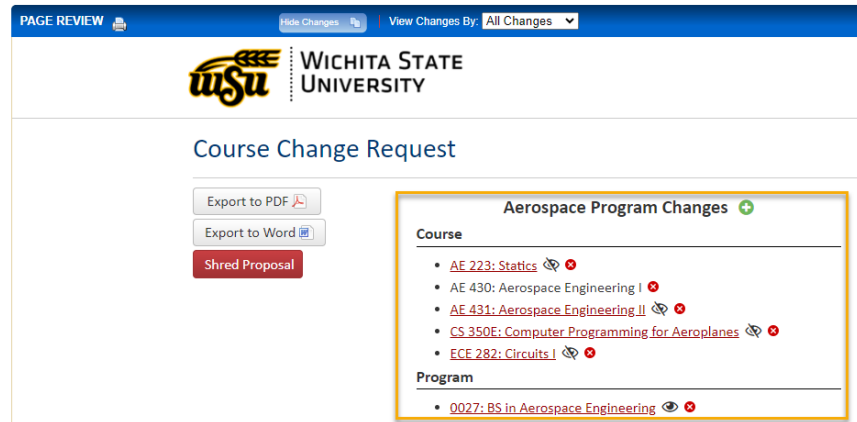 PAGE REVIEW Hide Changes View Changes By: All Changes
WSU WICHITA STATE
UNIVERSITY
Course Change Request
Export to PDF
Export to Word
Shred Proposal
Aerospace Program Changes
Course
AE 223: Statics
AE 430: Aerospace Engineering I
AE 431: Aerospace Engineering II
CS 350E: Computer Programming for Aeroplanes
ECE 282: Circuits I
Program
0027: BS in Aerospace Engineering